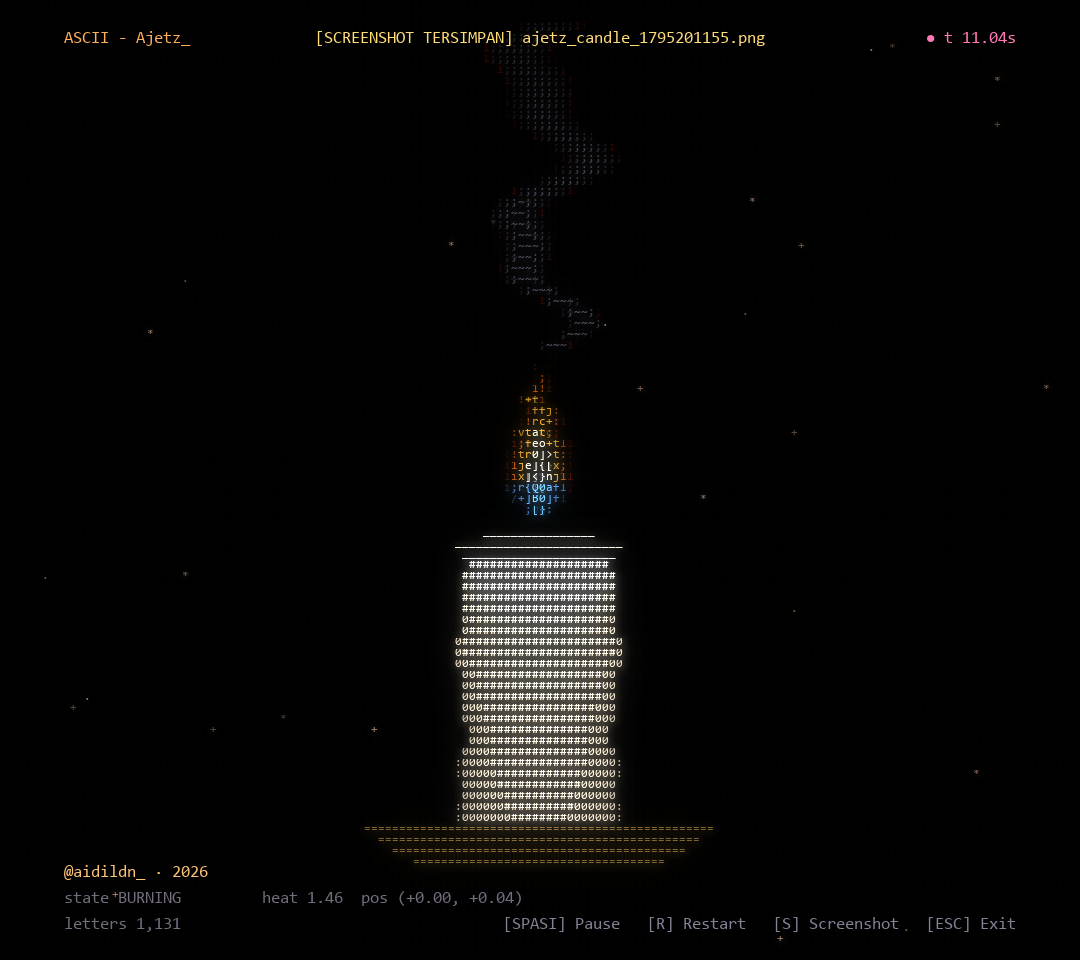 ASCII - Ajetz_
[SCREENSHOT TERSIMPAN] ajetz_candle_1795201155.png
● t 11.04s
@aidildn_ · 2026
state BURNING heat 1.46 pos (+0.00, +0.04)
letters 1,131
[SPASI] Pause [R] Restart [S] Screenshot [ESC] Exit